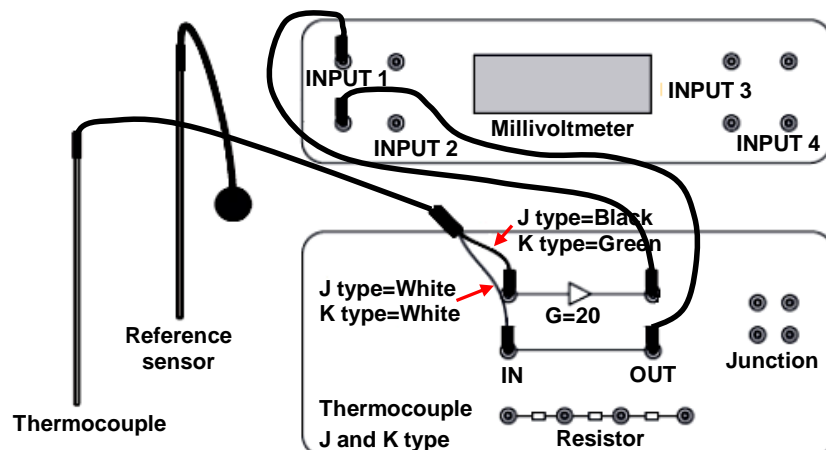 INPUT 1
INPUT 2
Millivoltmeter
INPUT 3
INPUT 4
J type=Black
K type=Green
J type=White
K type=White
G=20
IN
OUT
Junction
Reference
sensor
Thermocouple
Thermocouple
J and K type
Resistor